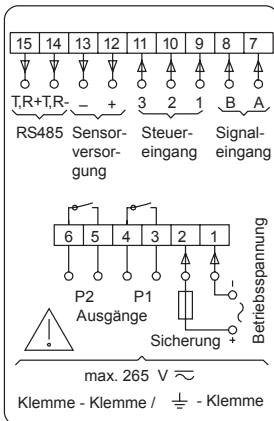 15 14 13 12 11 10 9 8 7
T,R+ T,R- – + 3 2 1 B A
RS485 Sensor- Steuer- Signal-
versor- eingang eingang
gung
6 5 4 3 2 1
P2 P1
Ausgänge
Sicherung
- +
Betriebsspannung
max. 265 V
Klemme - Klemme / - Klemme